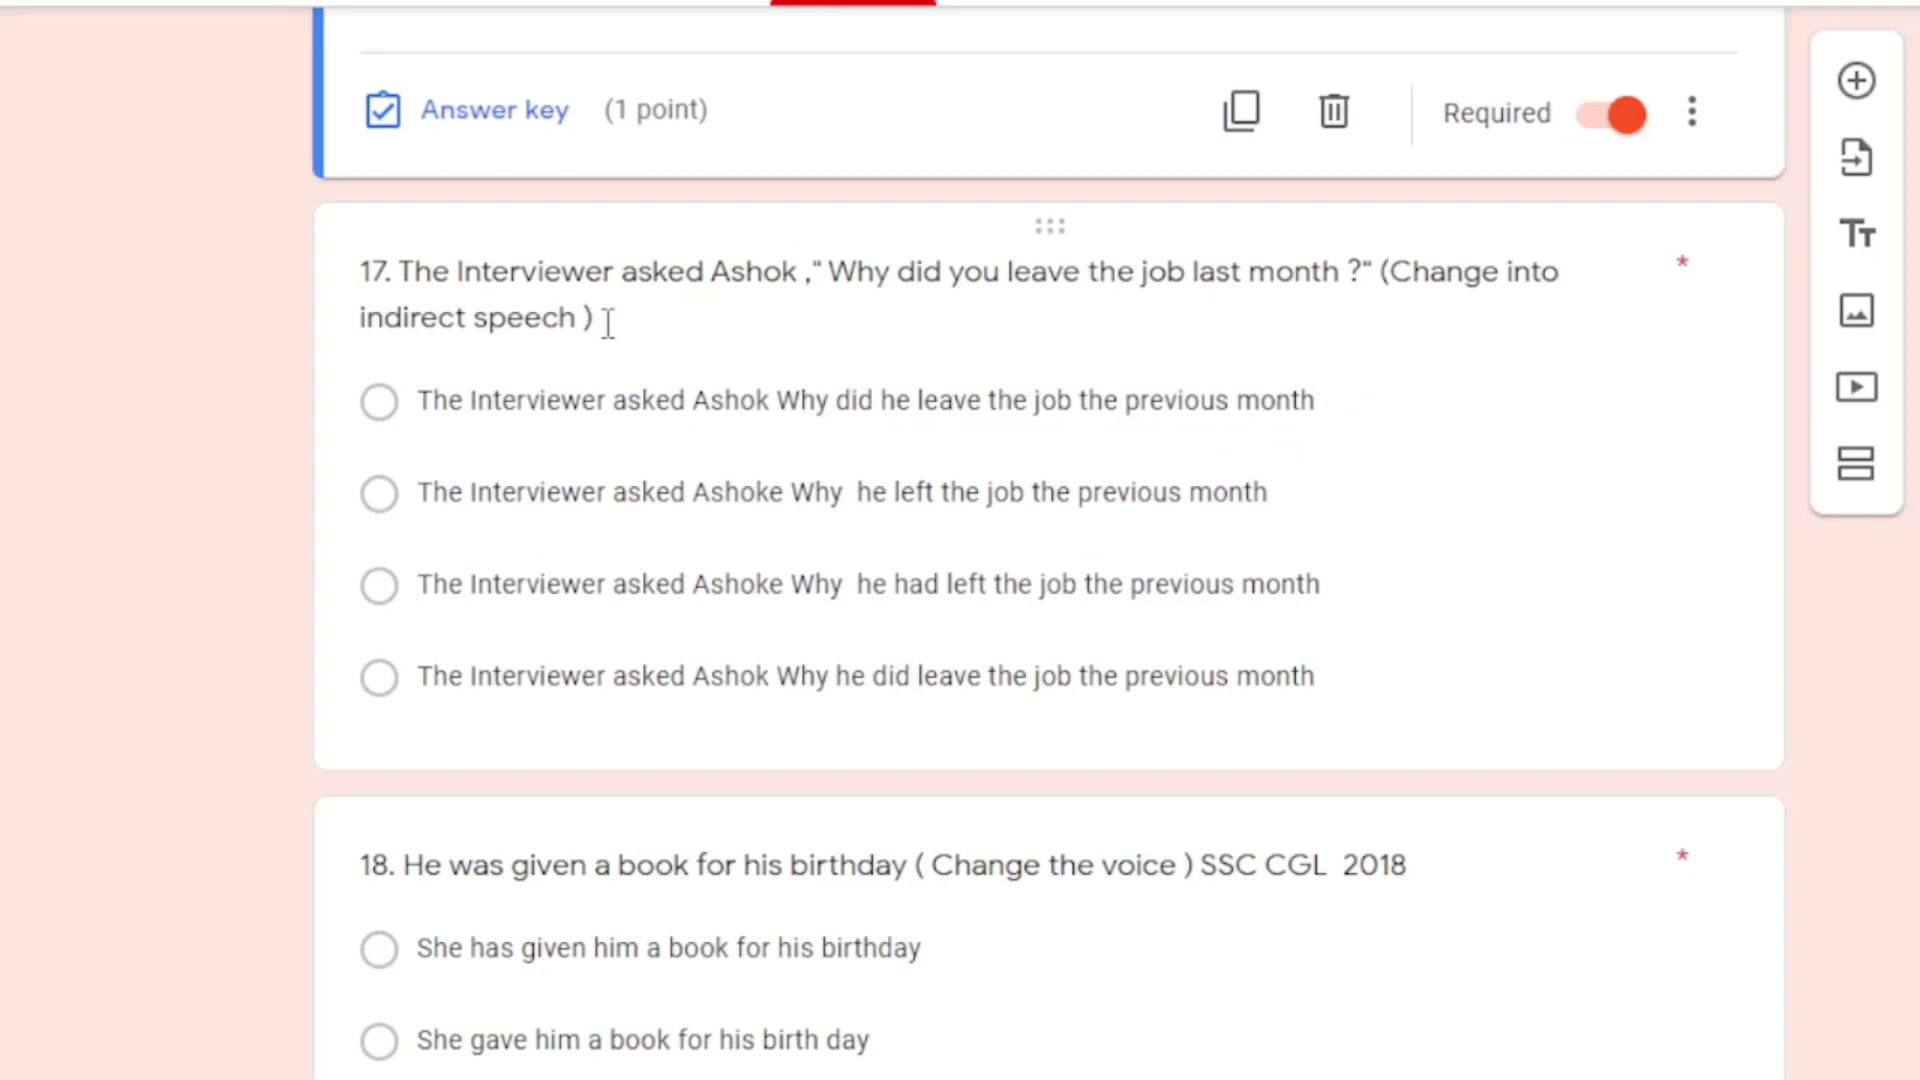 Answer key (1 point)
Required
17. The Interviewer asked Ashok ," Why did you leave the job last month ?" (Change into *
indirect speech )
The Interviewer asked Ashok Why did he leave the job the previous month
The Interviewer asked Ashoke Why  he left the job the previous month
The Interviewer asked Ashoke Why  he had left the job the previous month
The Interviewer asked Ashok Why he did leave the job the previous month
18. He was given a book for his birthday ( Change the voice ) SSC CGL  2018 *
She has given him a book for his birthday
She gave him a book for his birth day